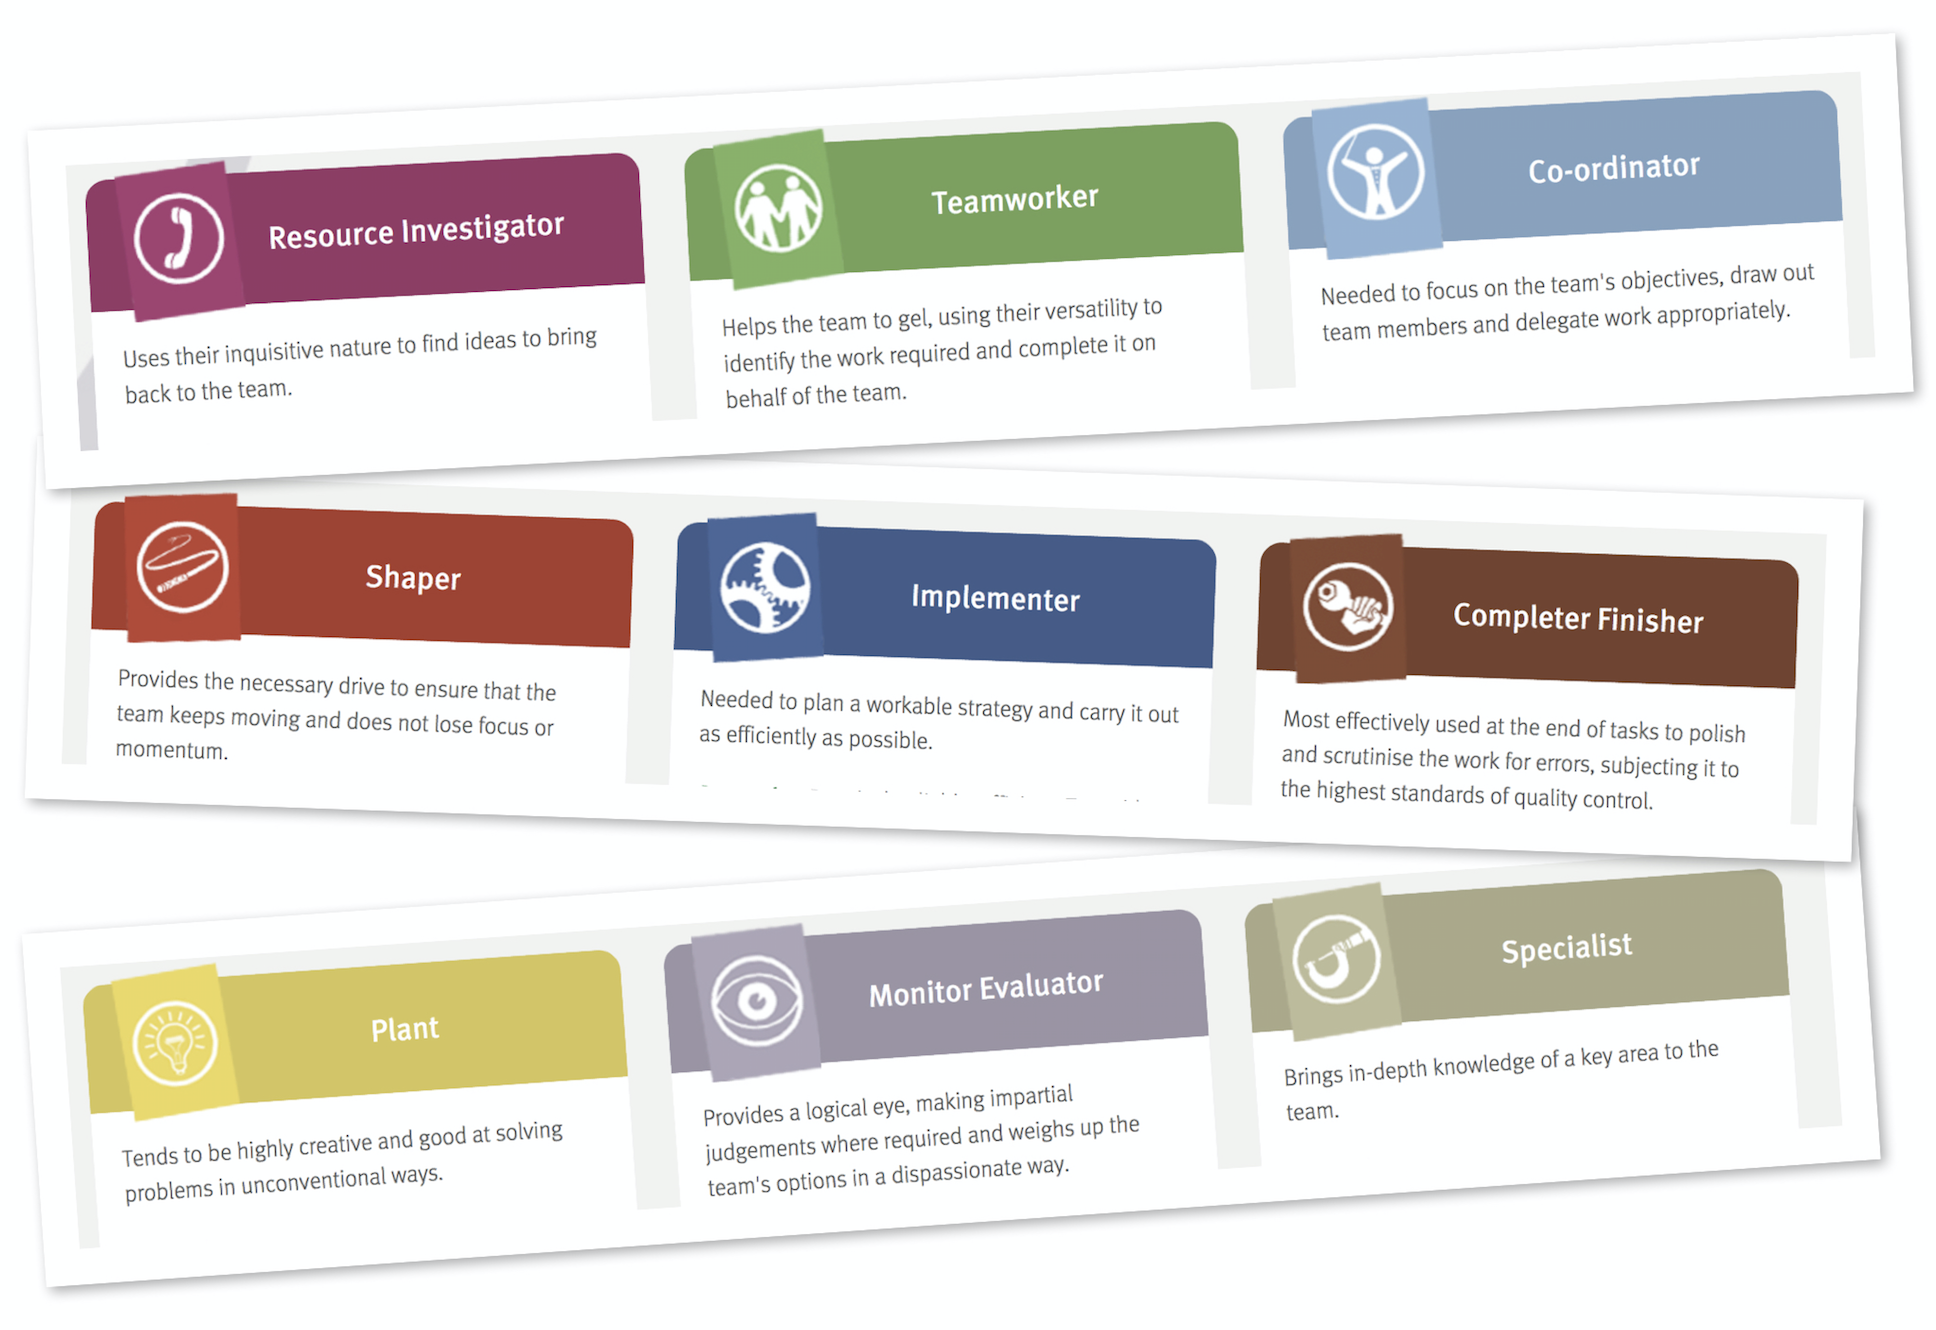 Resource Investigator
Uses their inquisitive nature to find ideas to bring
back to the team.
Teamworker
Helps the team to gel, using their versatility to
identify the work required and complete it on
behalf of the team.
Co-ordinator
Needed to focus on the team's objectives, draw out
team members and delegate work appropriately.
Shaper
Provides the necessary drive to ensure that the
team keeps moving and does not lose focus or
momentum.
Implementer
Needed to plan a workable strategy and carry it out
as efficiently as possible.
Completer Finisher
Most effectively used at the end of tasks to polish
and scrutinise the work for errors, subjecting it to
the highest standards of quality control.
Plant
Tends to be highly creative and good at solving
problems in unconventional ways.
Monitor Evaluator
Provides a logical eye, making impartial
judgements where required and weighs up the
team's options in a dispassionate way.
Specialist
Brings in-depth knowledge of a key area to the
team.